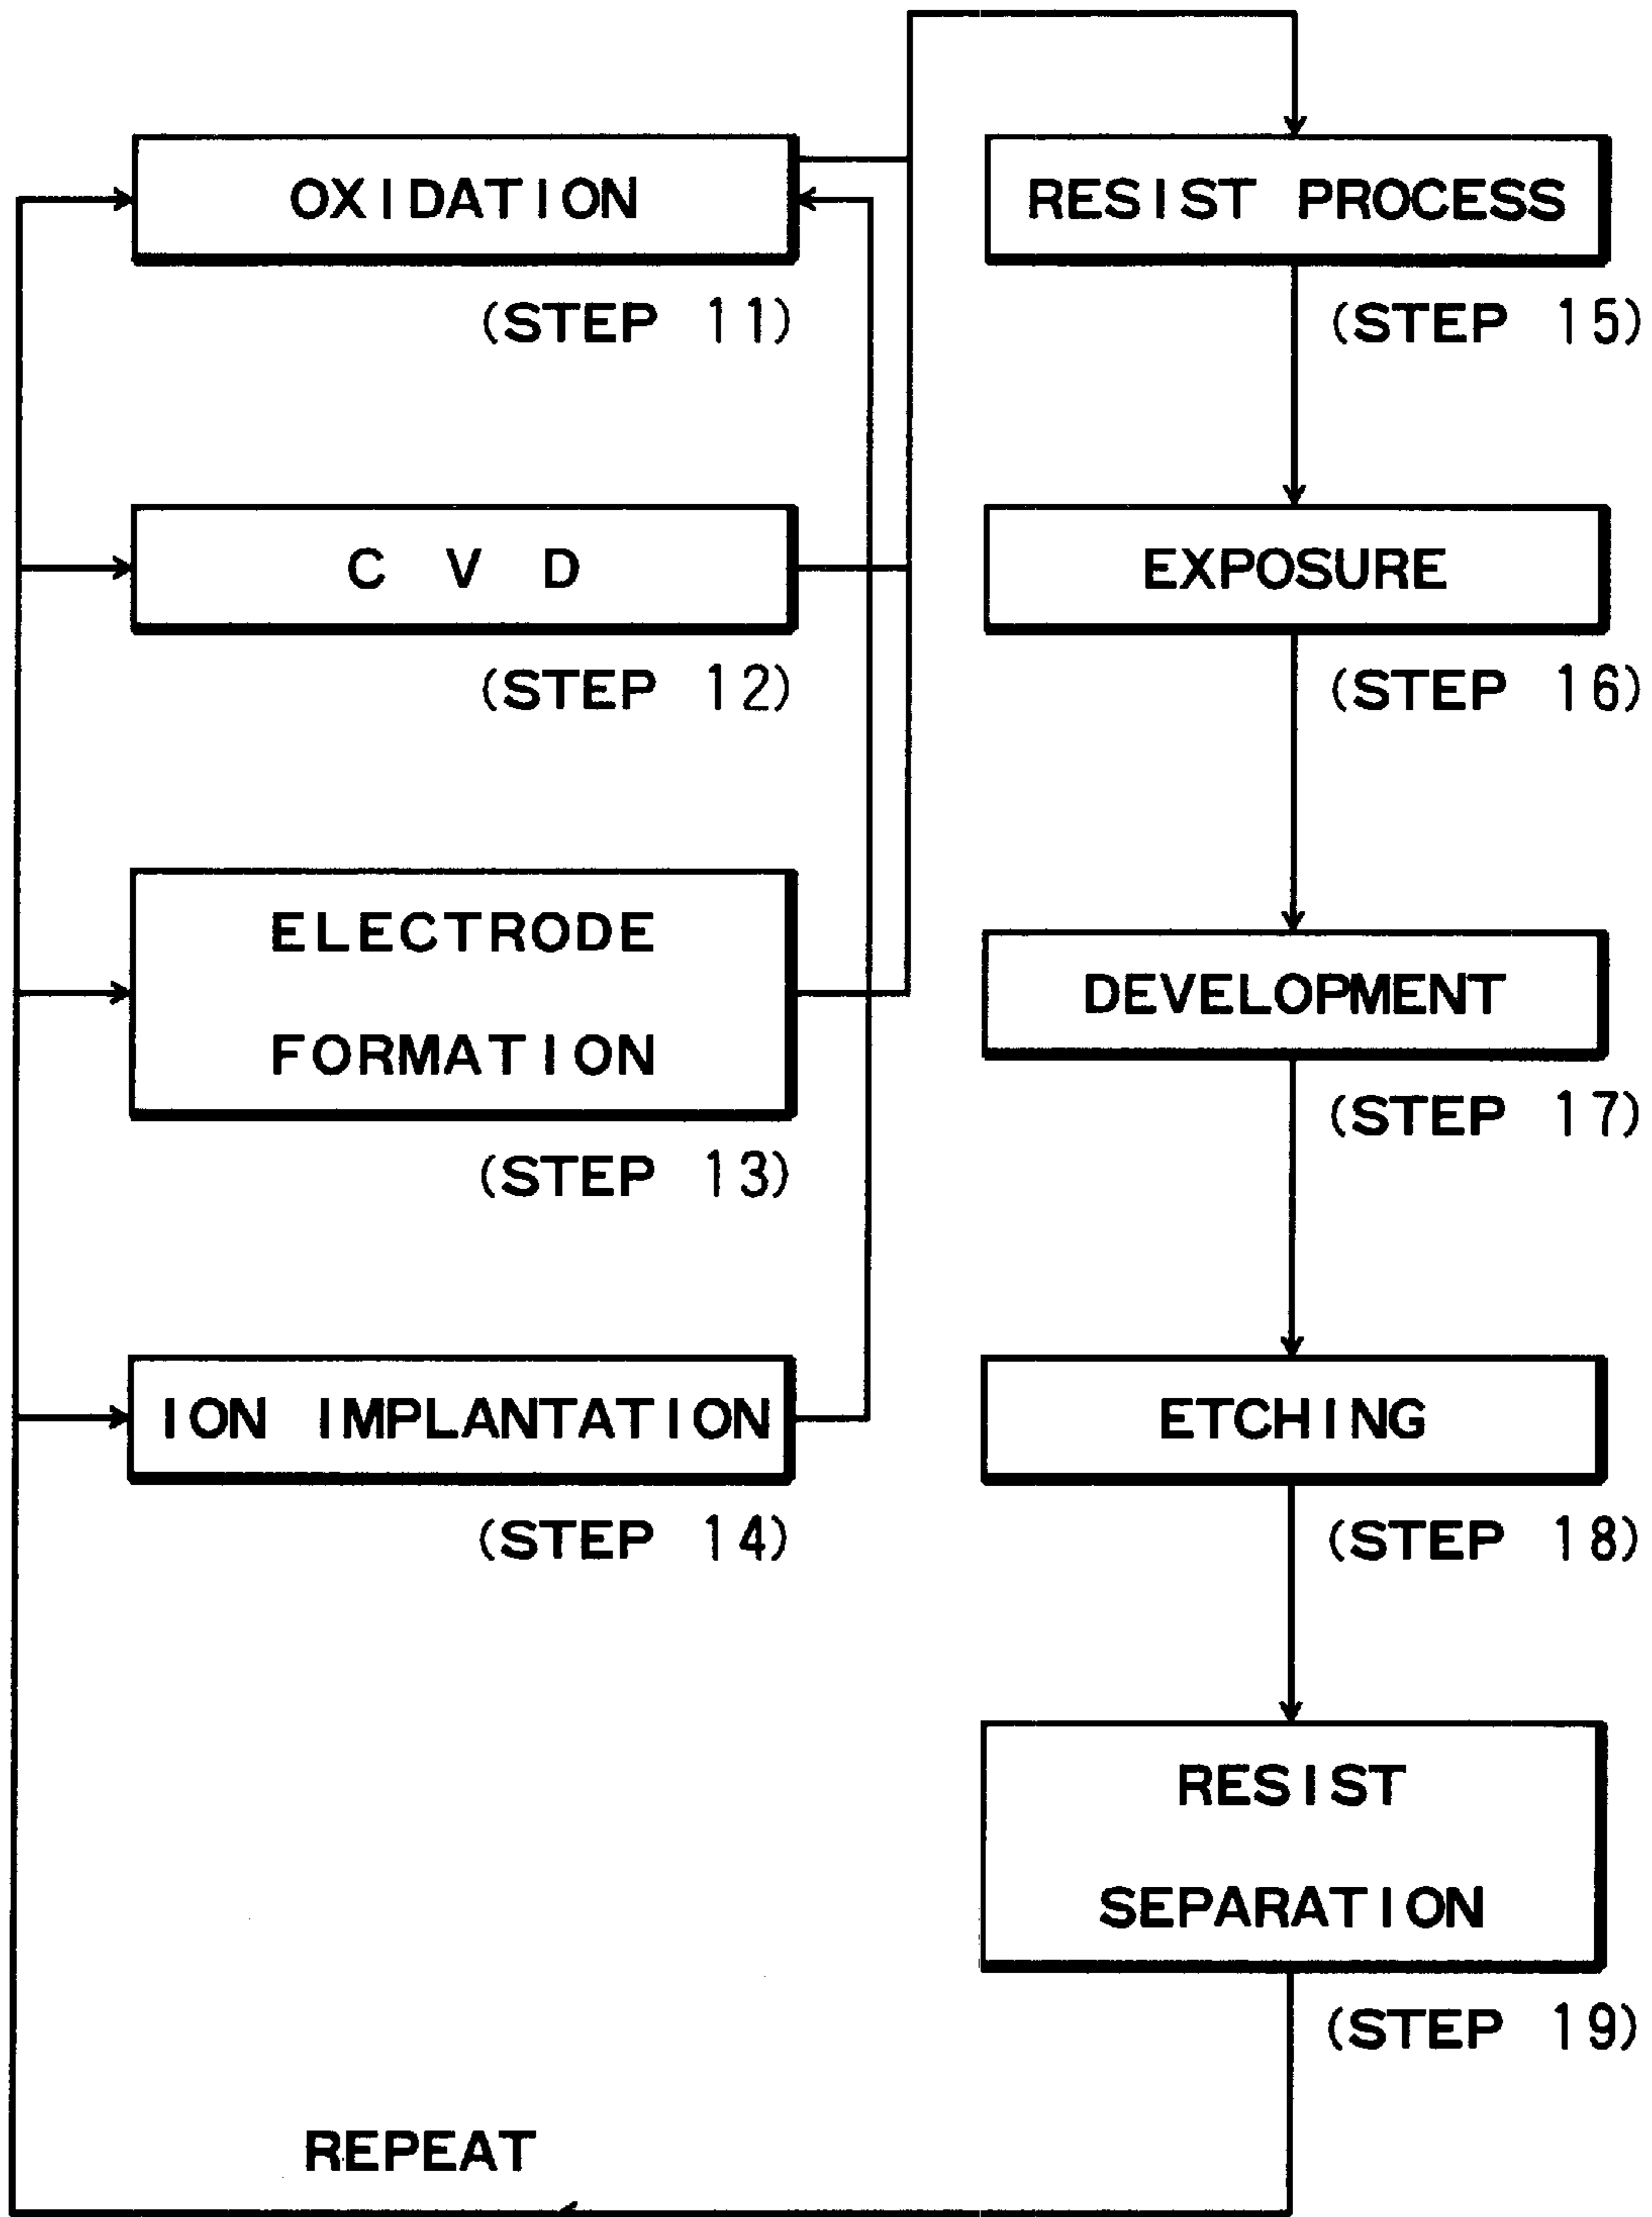 OXIDATION
(STEP 11)
CVD
(STEP 12)
ELECTRODE
FORMATION
(STEP 13)
ION IMPLANTATION
(STEP 14)
RESIST PROCESS
(STEP 15)
EXPOSURE
(STEP 16)
DEVELOPMENT
(STEP 17)
ETCHING
(STEP 18)
RESIST
SEPARATION
(STEP 19)
REPEAT